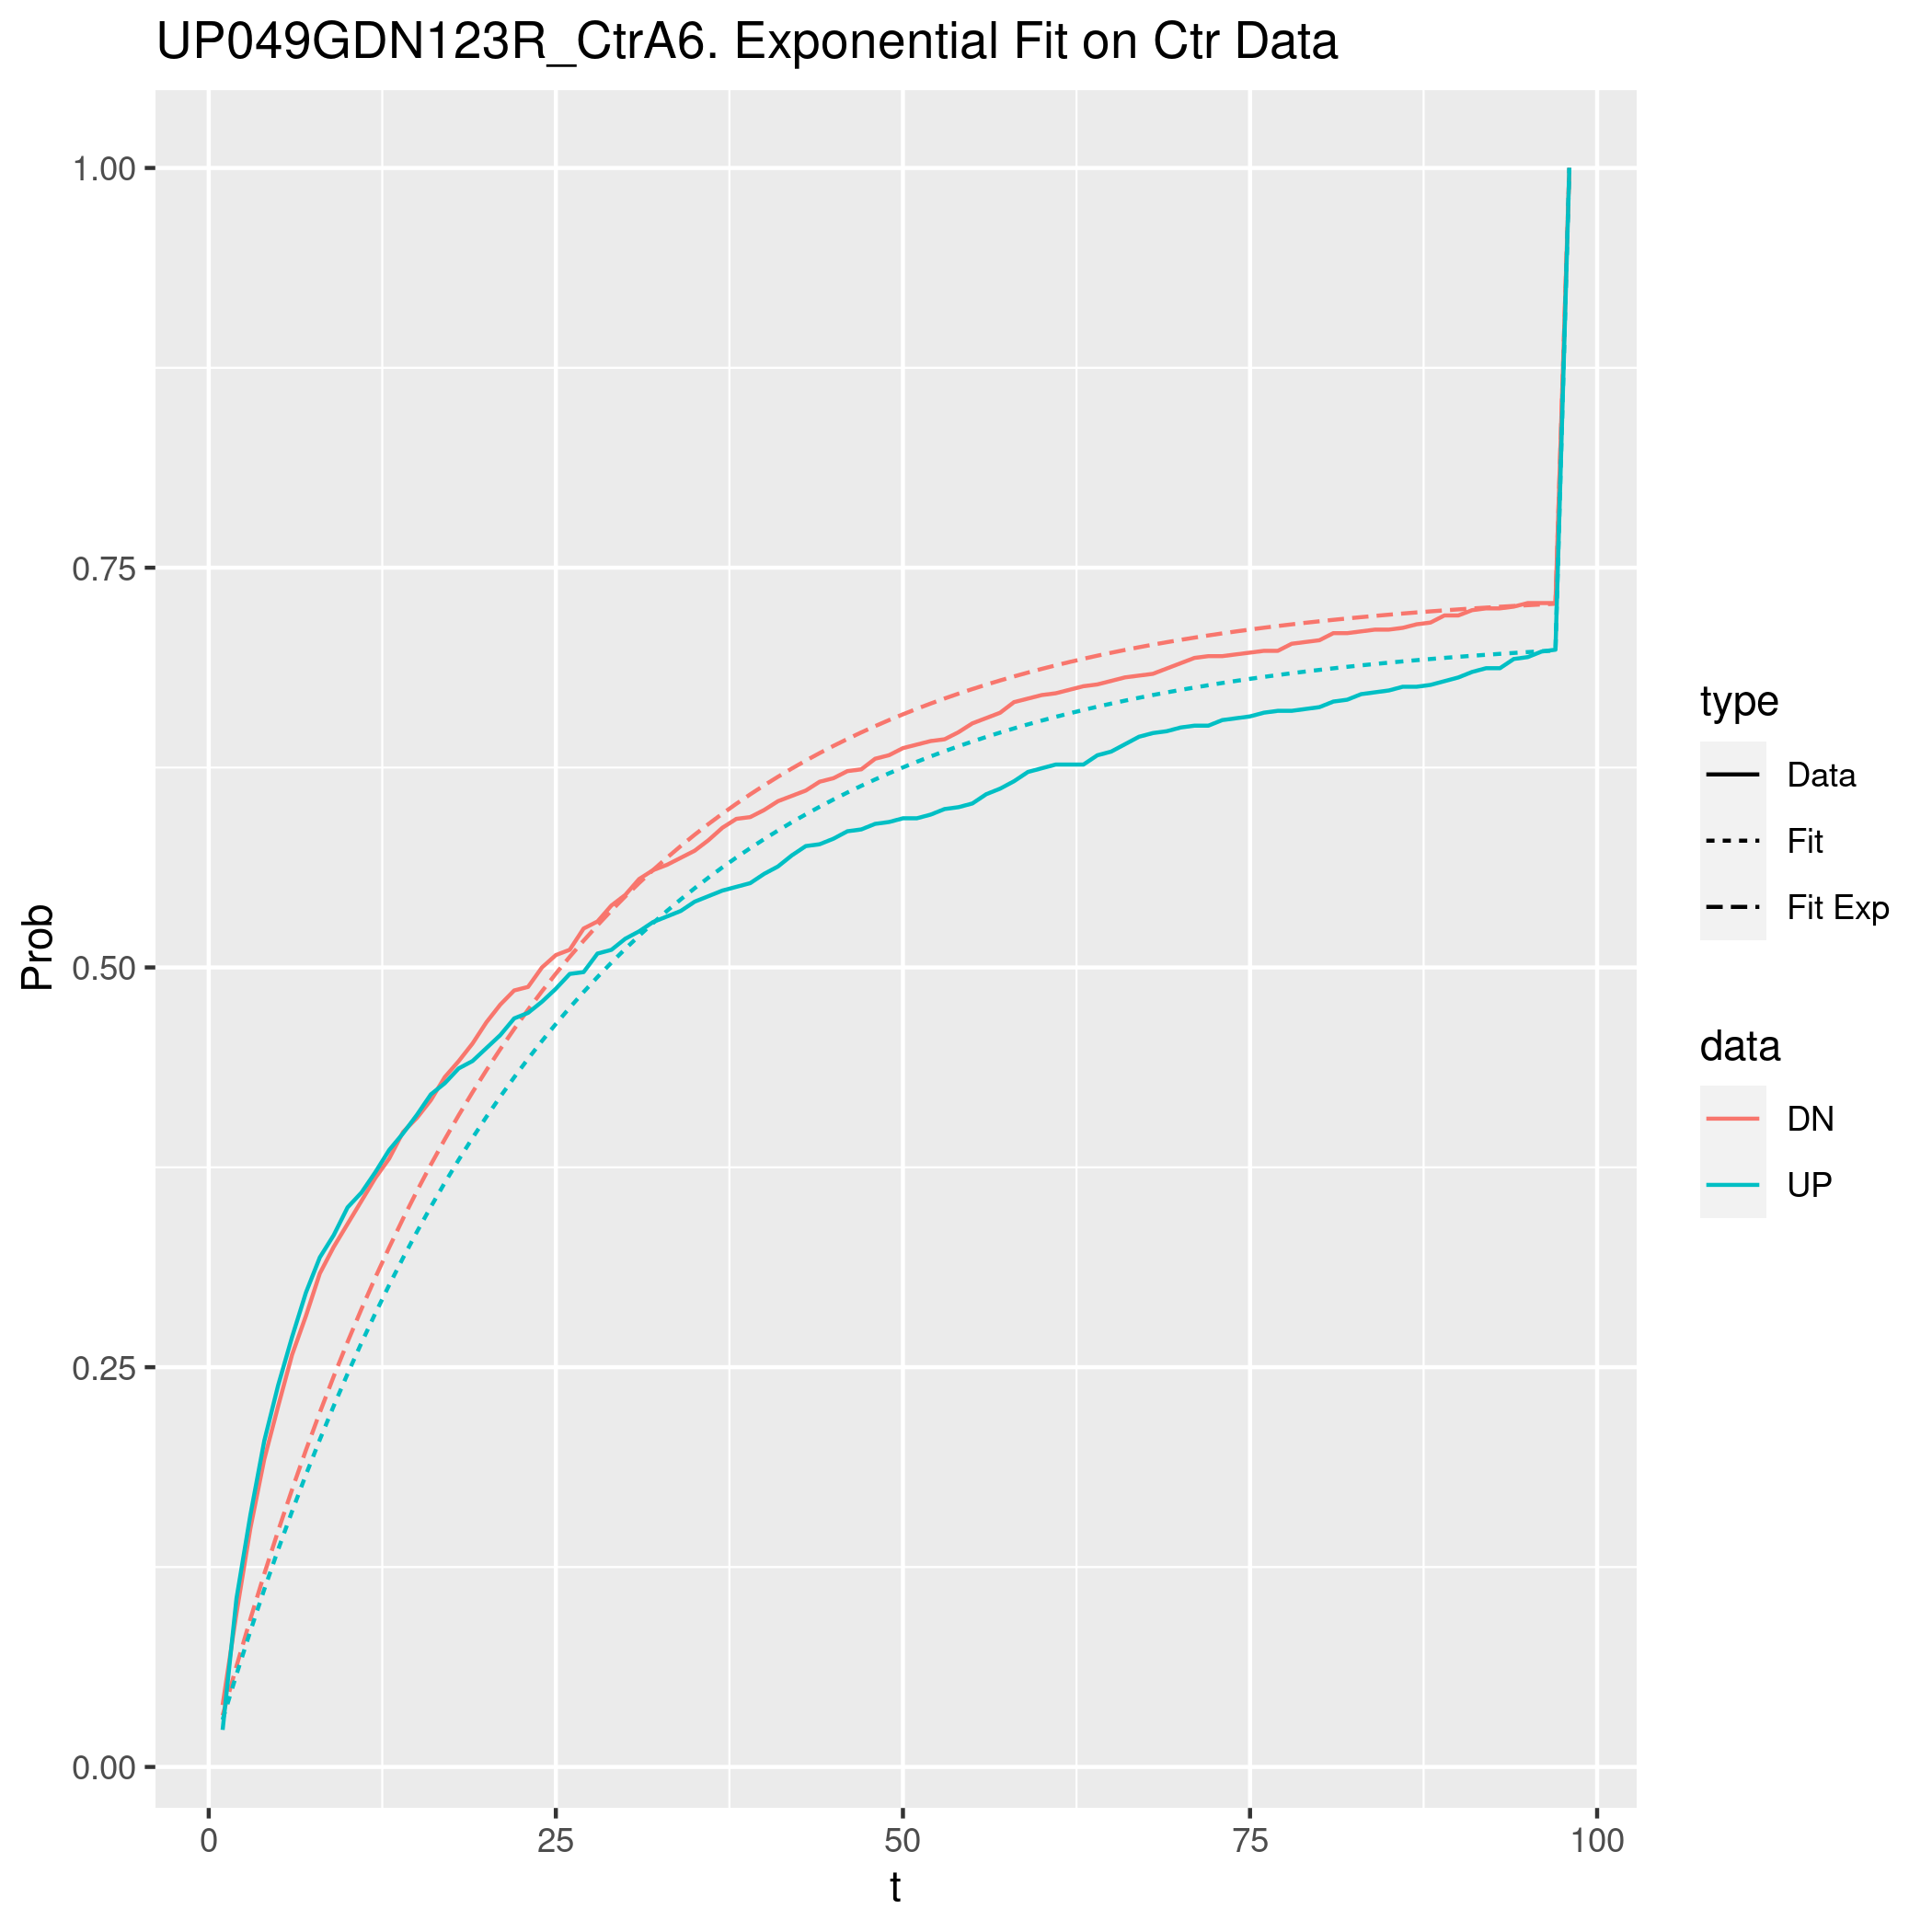 UP049GDN123R_CtrA6. Exponential Fit on Ctr Data
1.00
0.75
0.50
0.25
0.00
Prob
0
25
50
75
100
t
type
Data
Fit
Fit Exp
data
DN
UP